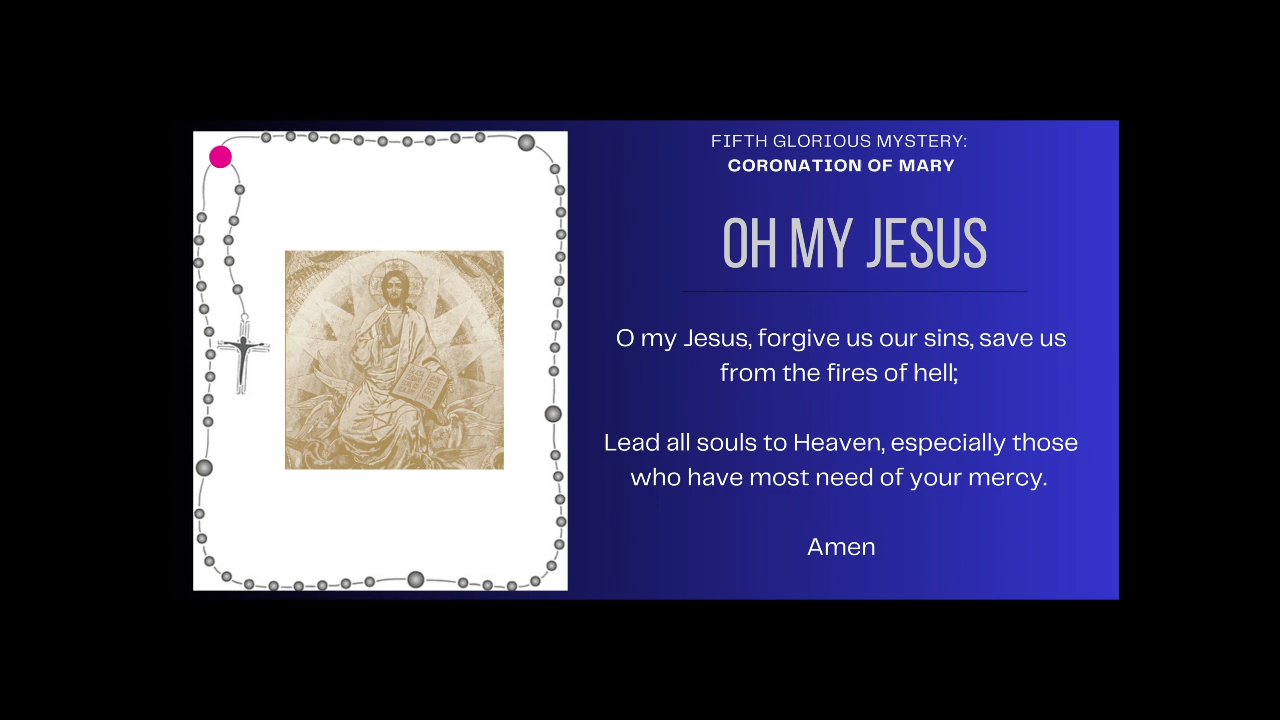 FIFTH GLORIOUS MYSTERY:
CORONATION OF MARY
OH MY JESUS
O my Jesus, forgive us our sins, save us
from the fires of hell;
Lead all souls to Heaven, especially those
who have most need of your mercy.
Amen